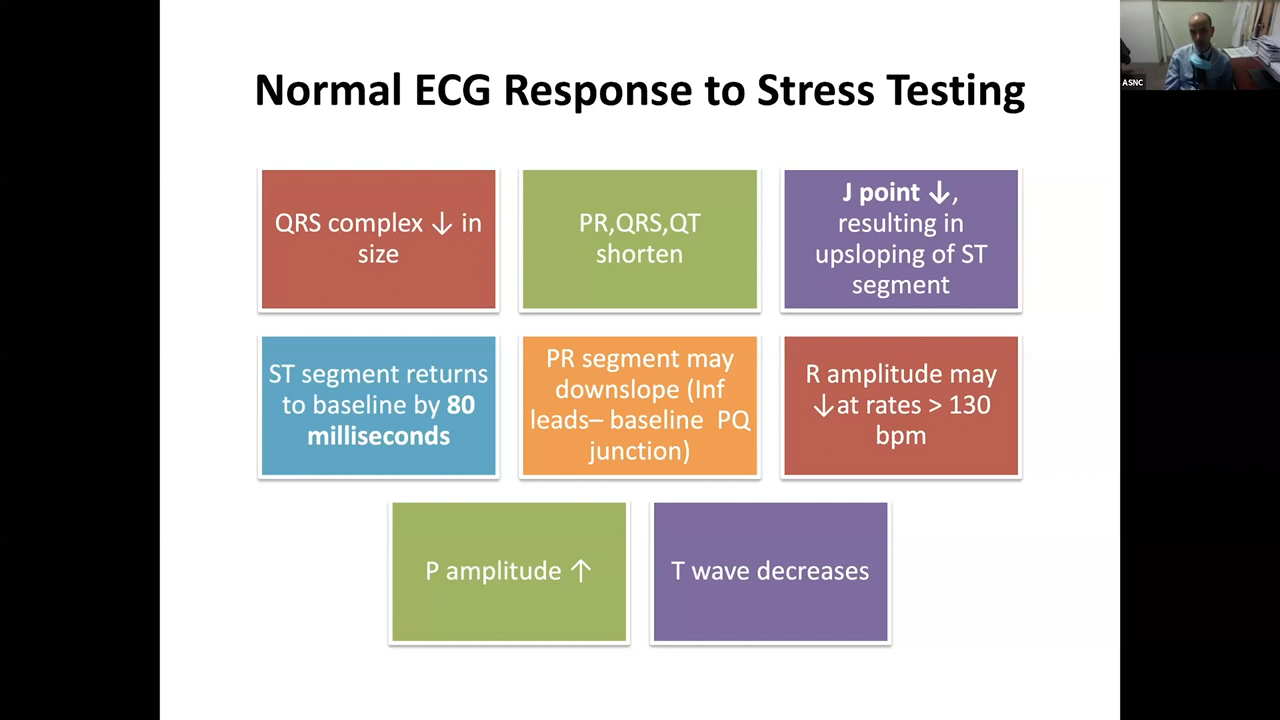 Normal ECG Response to Stress Testing
ASNC
QRS complex ↓ in
size
PR,QRS,QT
shorten
J point ↓,
resulting in
upsloping of ST
segment
ST segment returns
to baseline by 80
milliseconds
PR segment may
downslope (Inf
leads– baseline PQ
junction)
R amplitude may
↓at rates > 130
bpm
P amplitude ↑
T wave decreases